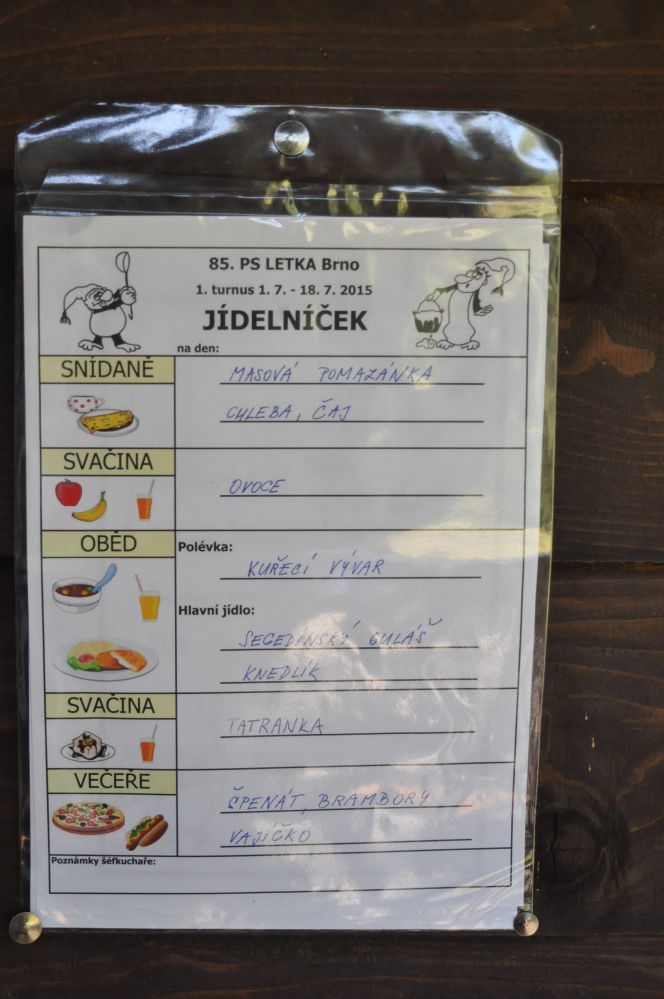 85. PS LETKA Brno
1. turnus 1. 7. - 18. 7. 2015
JÍDELNÍČEK
na den:
SNÍDANĚ
MASOVÁ POMAZÁNKA
CHLEBA, ČAJ
SVAČINA
OVOCE
OBĚD
Polévka:
KUŘECÍ VÝVAR
Hlavní jídlo:
SEGEDÍNSKÝ GULÁŠ
KNEDLÍK
SVAČINA
TATRANKA
VEČEŘE
ŠPENÁT, BRAMBORY
VAJÍČKO
Poznámky šéfkuchaře: